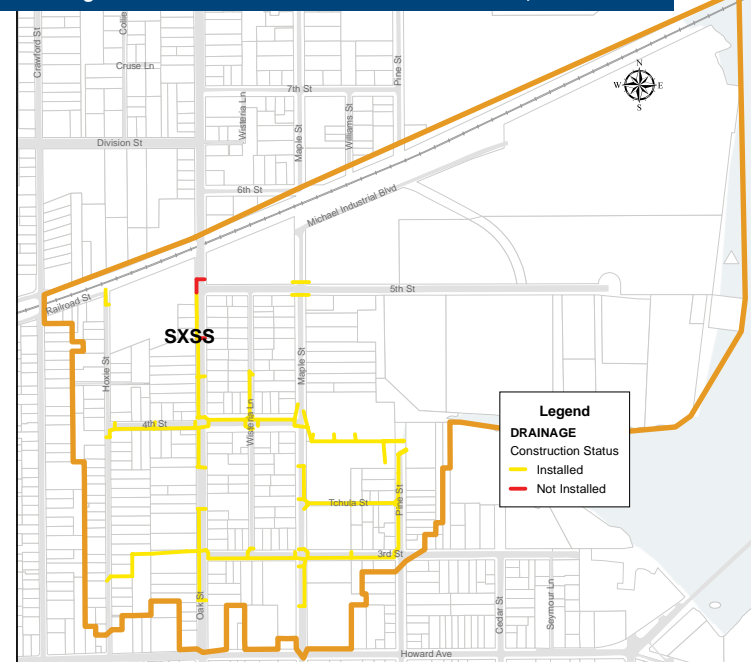 Crawford St
Collie
Cruse Ln
7th St
Pine St
Wisteria Ln
Maple St
Williams St
Division St
N
W
E
S
6th St
Michael Industrial Blvd
5th St
Railroad St
SXSS
Hoxie St
Maple St
Wisteria Ln
4th St
Legend
DRAINAGE
Construction Status
Installed
Not Installed
Tchula St
Pine St
3rd St
Oak St
Cedar St
Seymour Ln
Howard Ave